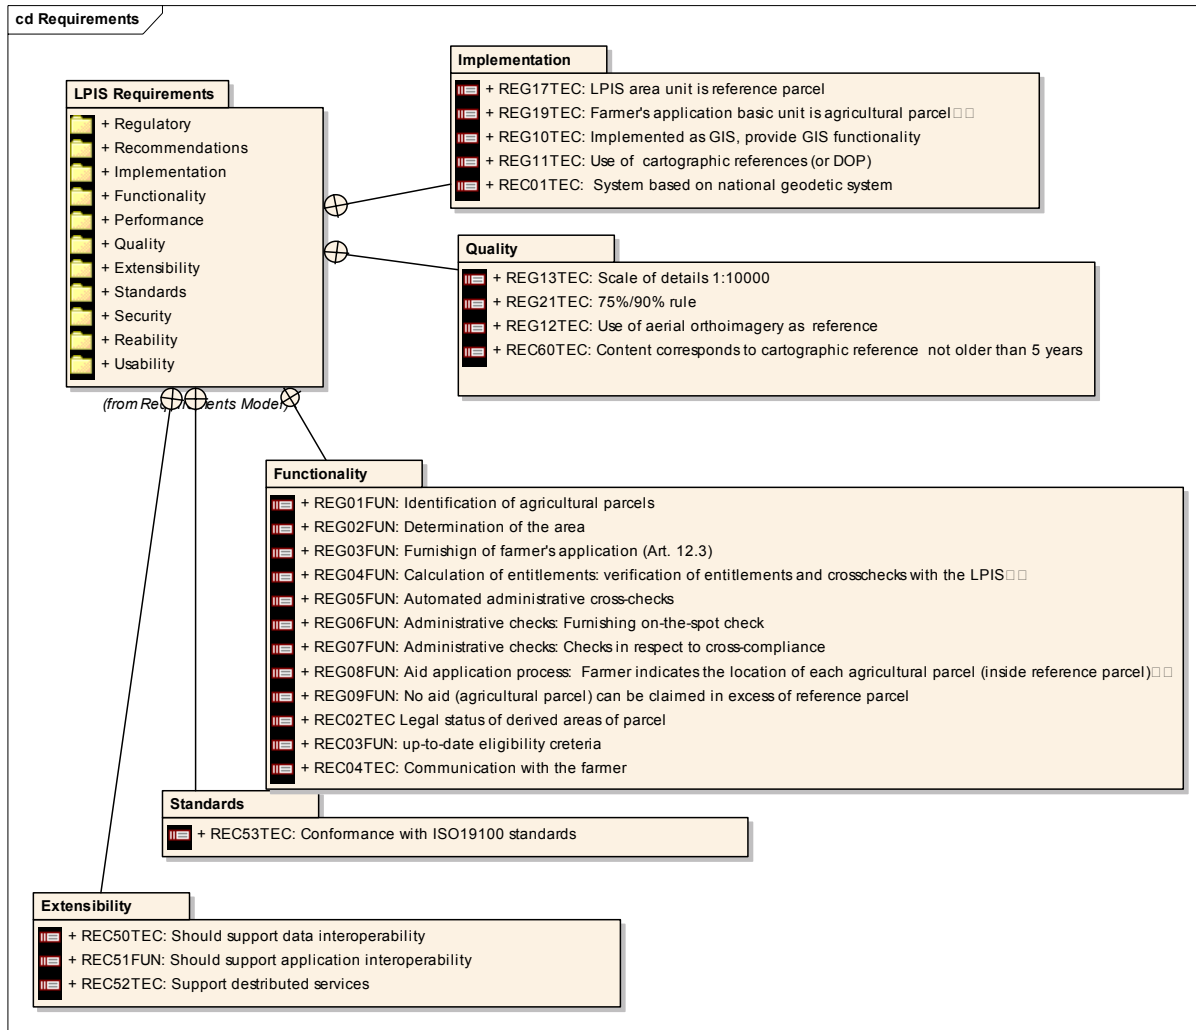 cd Requirements
LPIS Requirements
+ Regulatory
+ Recommendations
+ Implementation
+ Functionality
+ Performance
+ Quality
+ Extensibility
+ Standards
+ Security
+ Reability
+ Usability
(from Requirements Model)
Implementation
+ REG17TEC: LPIS area unit is reference parcel
+ REG19TEC: Farmer's application basic unit is agricultural parcel□□
+ REG10TEC: Implemented as GIS, provide GIS functionality
+ REG11TEC: Use of cartographic references (or DOP)
+ REC01TEC: System based on national geodetic system
Quality
+ REG13TEC: Scale of details 1:10000
+ REG21TEC: 75%/90% rule
+ REG12TEC: Use of aerial orthoimagery as reference
+ REC60TEC: Content corresponds to cartographic reference not older than 5 years
Functionality
+ REG01FUN: Identification of agricultural parcels
+ REG02FUN: Determination of the area
+ REG03FUN: Furnishign of farmer's application (Art. 12.3)
+ REG04FUN: Calculation of entitlements: verification of entitlements and crosschecks with the LPIS□□
+ REG05FUN: Automated administrative cross-checks
+ REG06FUN: Administrative checks: Furnishing on-the-spot check
+ REG07FUN: Administrative checks: Checks in respect to cross-compliance
+ REG08FUN: Aid application process: Farmer indicates the location of each agricultural parcel (inside reference parcel)□□
+ REG09FUN: No aid (agricultural parcel) can be claimed in excess of reference parcel
+ REC02TEC Legal status of derived areas of parcel
+ REC03FUN: up-to-date eligibility creteria
+ REC04TEC: Communication with the farmer
Standards
+ REC53TEC: Conformance with ISO19100 standards
Extensibility
+ REC50TEC: Should support data interoperability
+ REC51FUN: Should support application interoperability
+ REC52TEC: Support destributed services